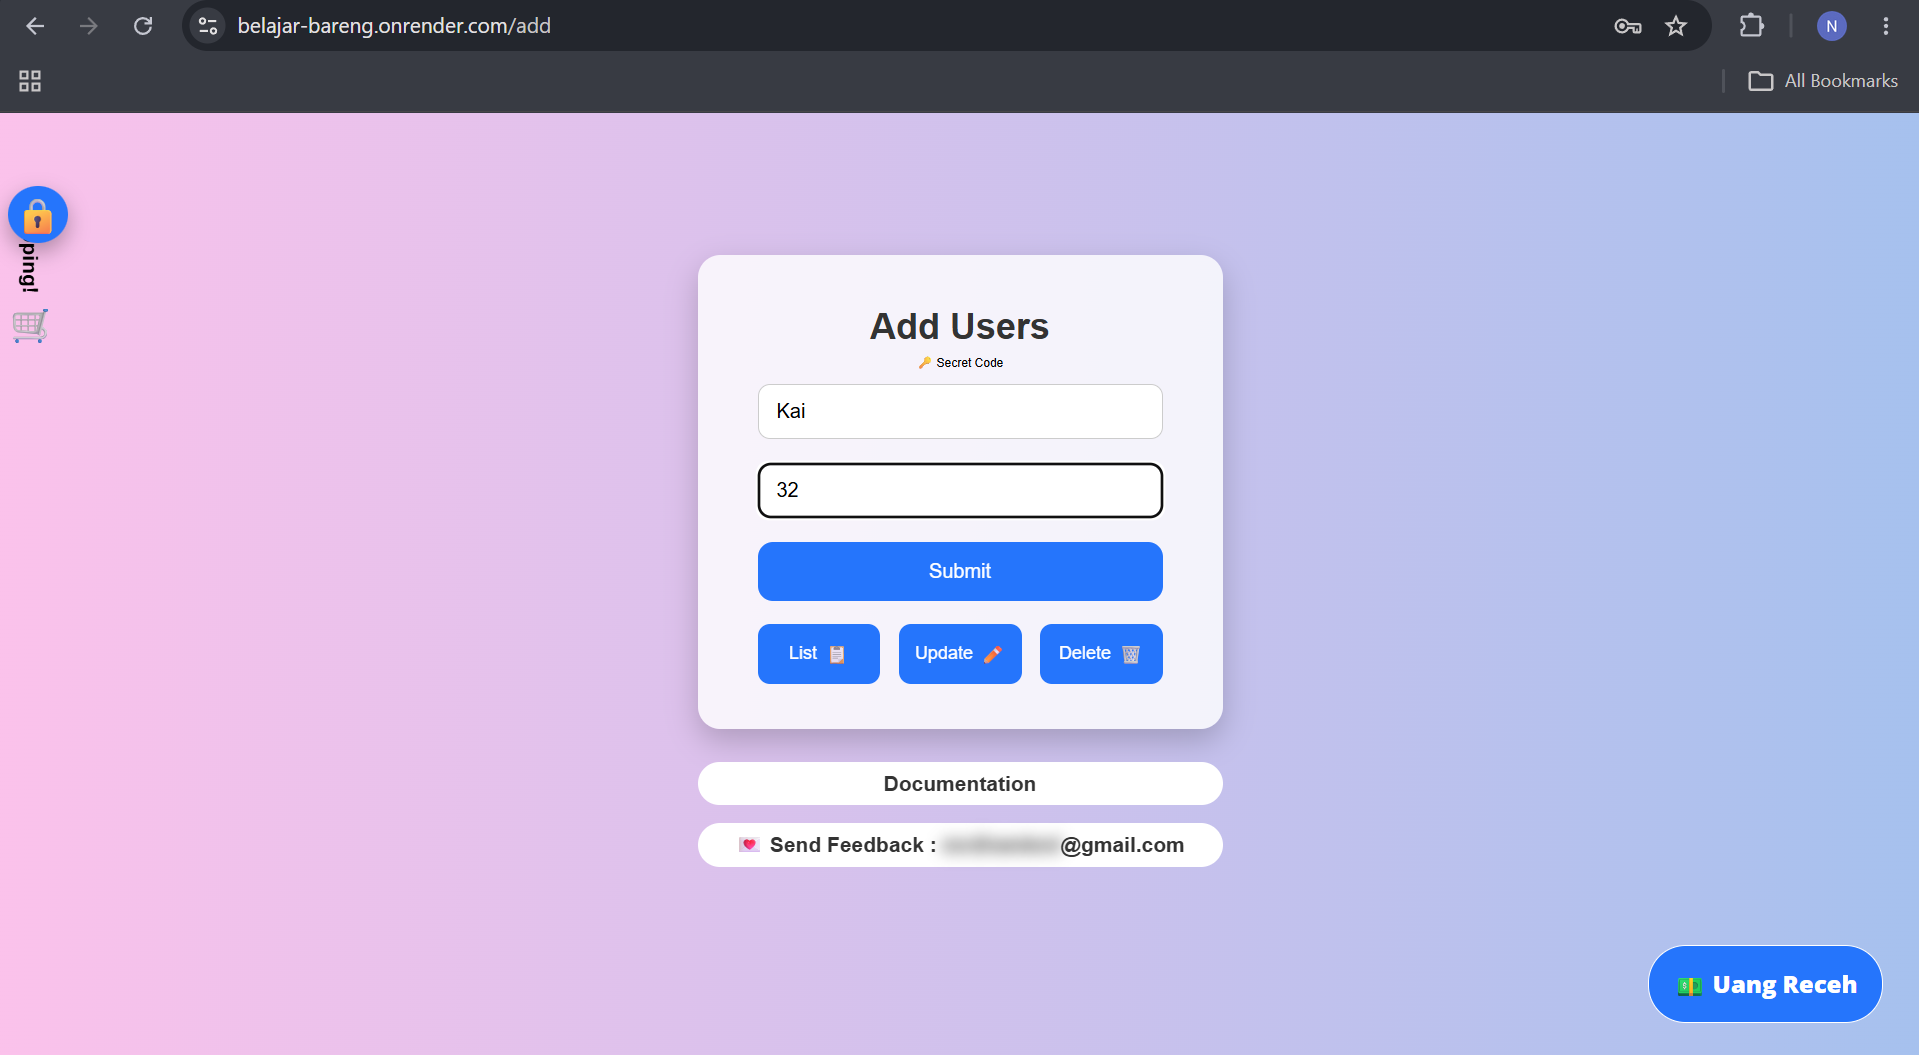 belajar-bareng.onrender.com/add
N
All Bookmarks
ping!
Add Users
Secret Code
Kai
32
Submit
List
Update
Delete
Documentation
Send Feedback : @gmail.com
Uang Receh